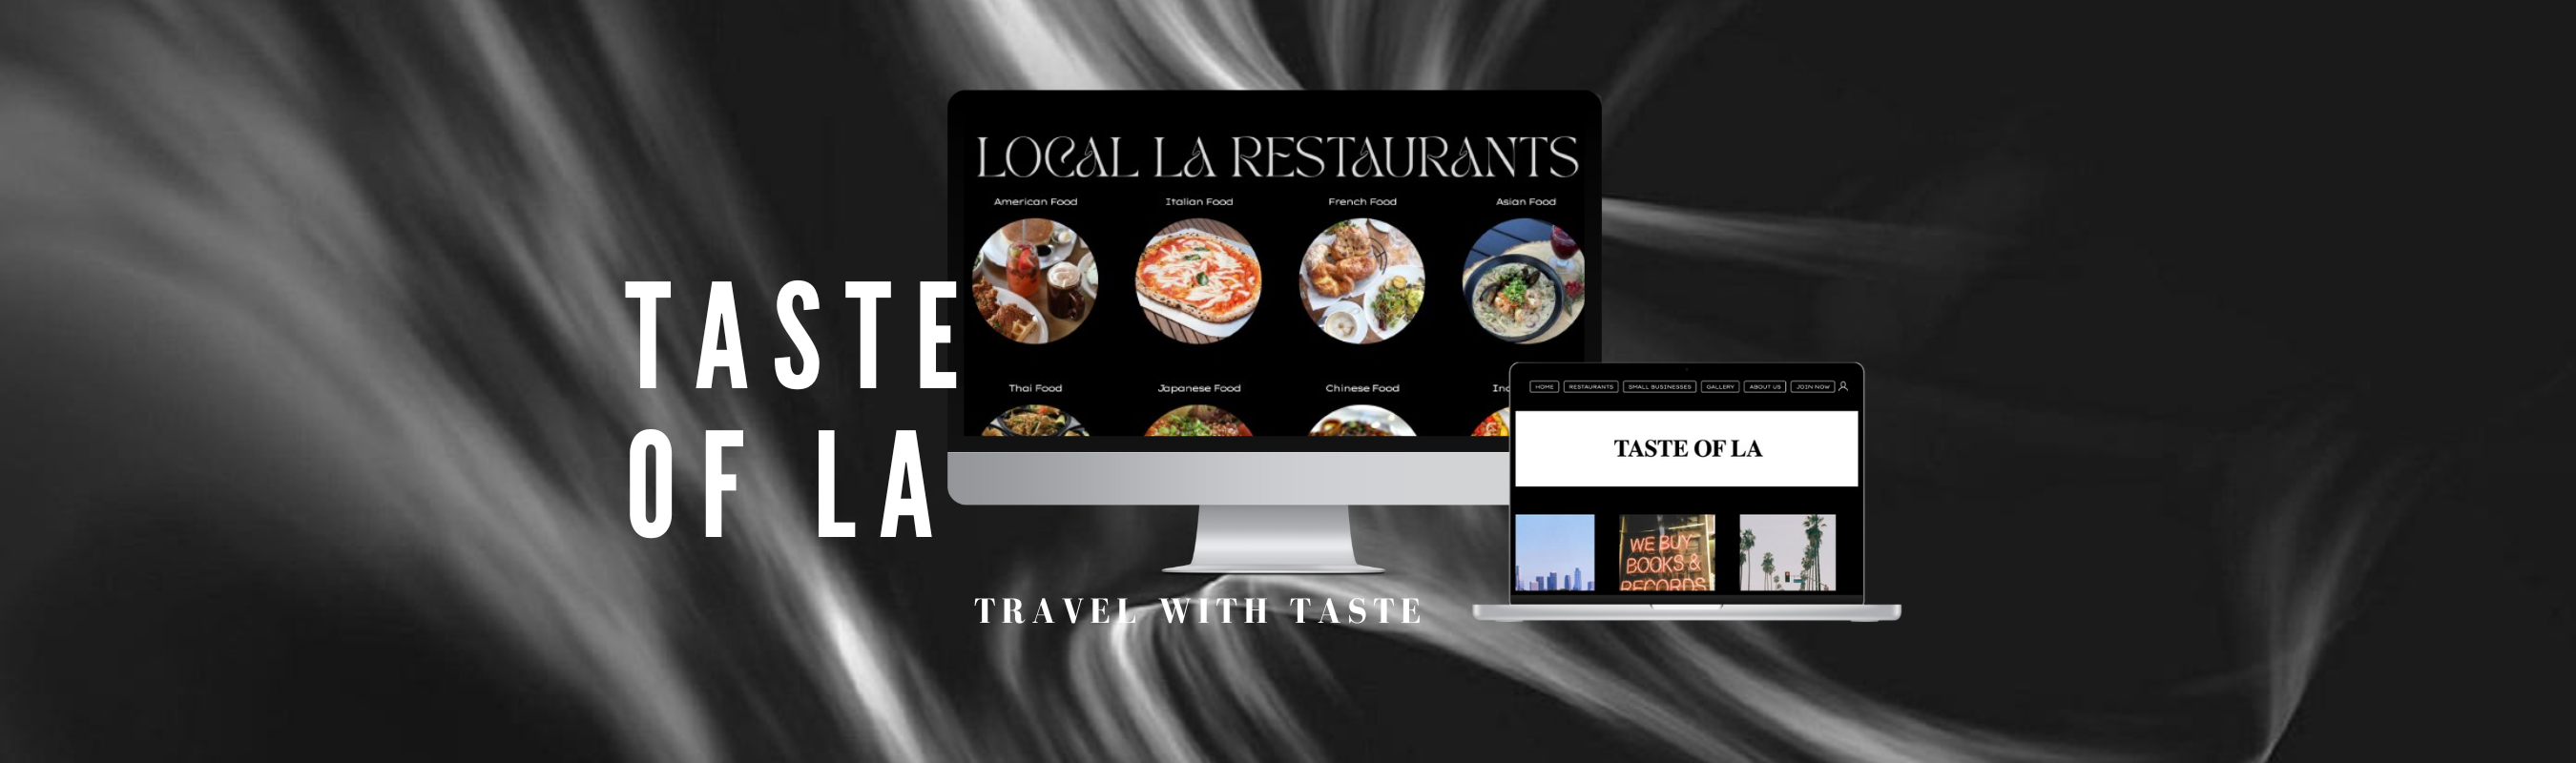 TASTE
OF LA
LOCAL LA RESTAURANTS
American Food Italian Food French Food Asian Food
Thai Food Japanese Food Chinese Food
HOME RESTAURANTS SMALL BUSINESSES GALLERY ABOUT US JOIN NOW
TASTE OF LA
WE BUY
BOOKS &
RECORDS
TRAVEL WITH TASTE